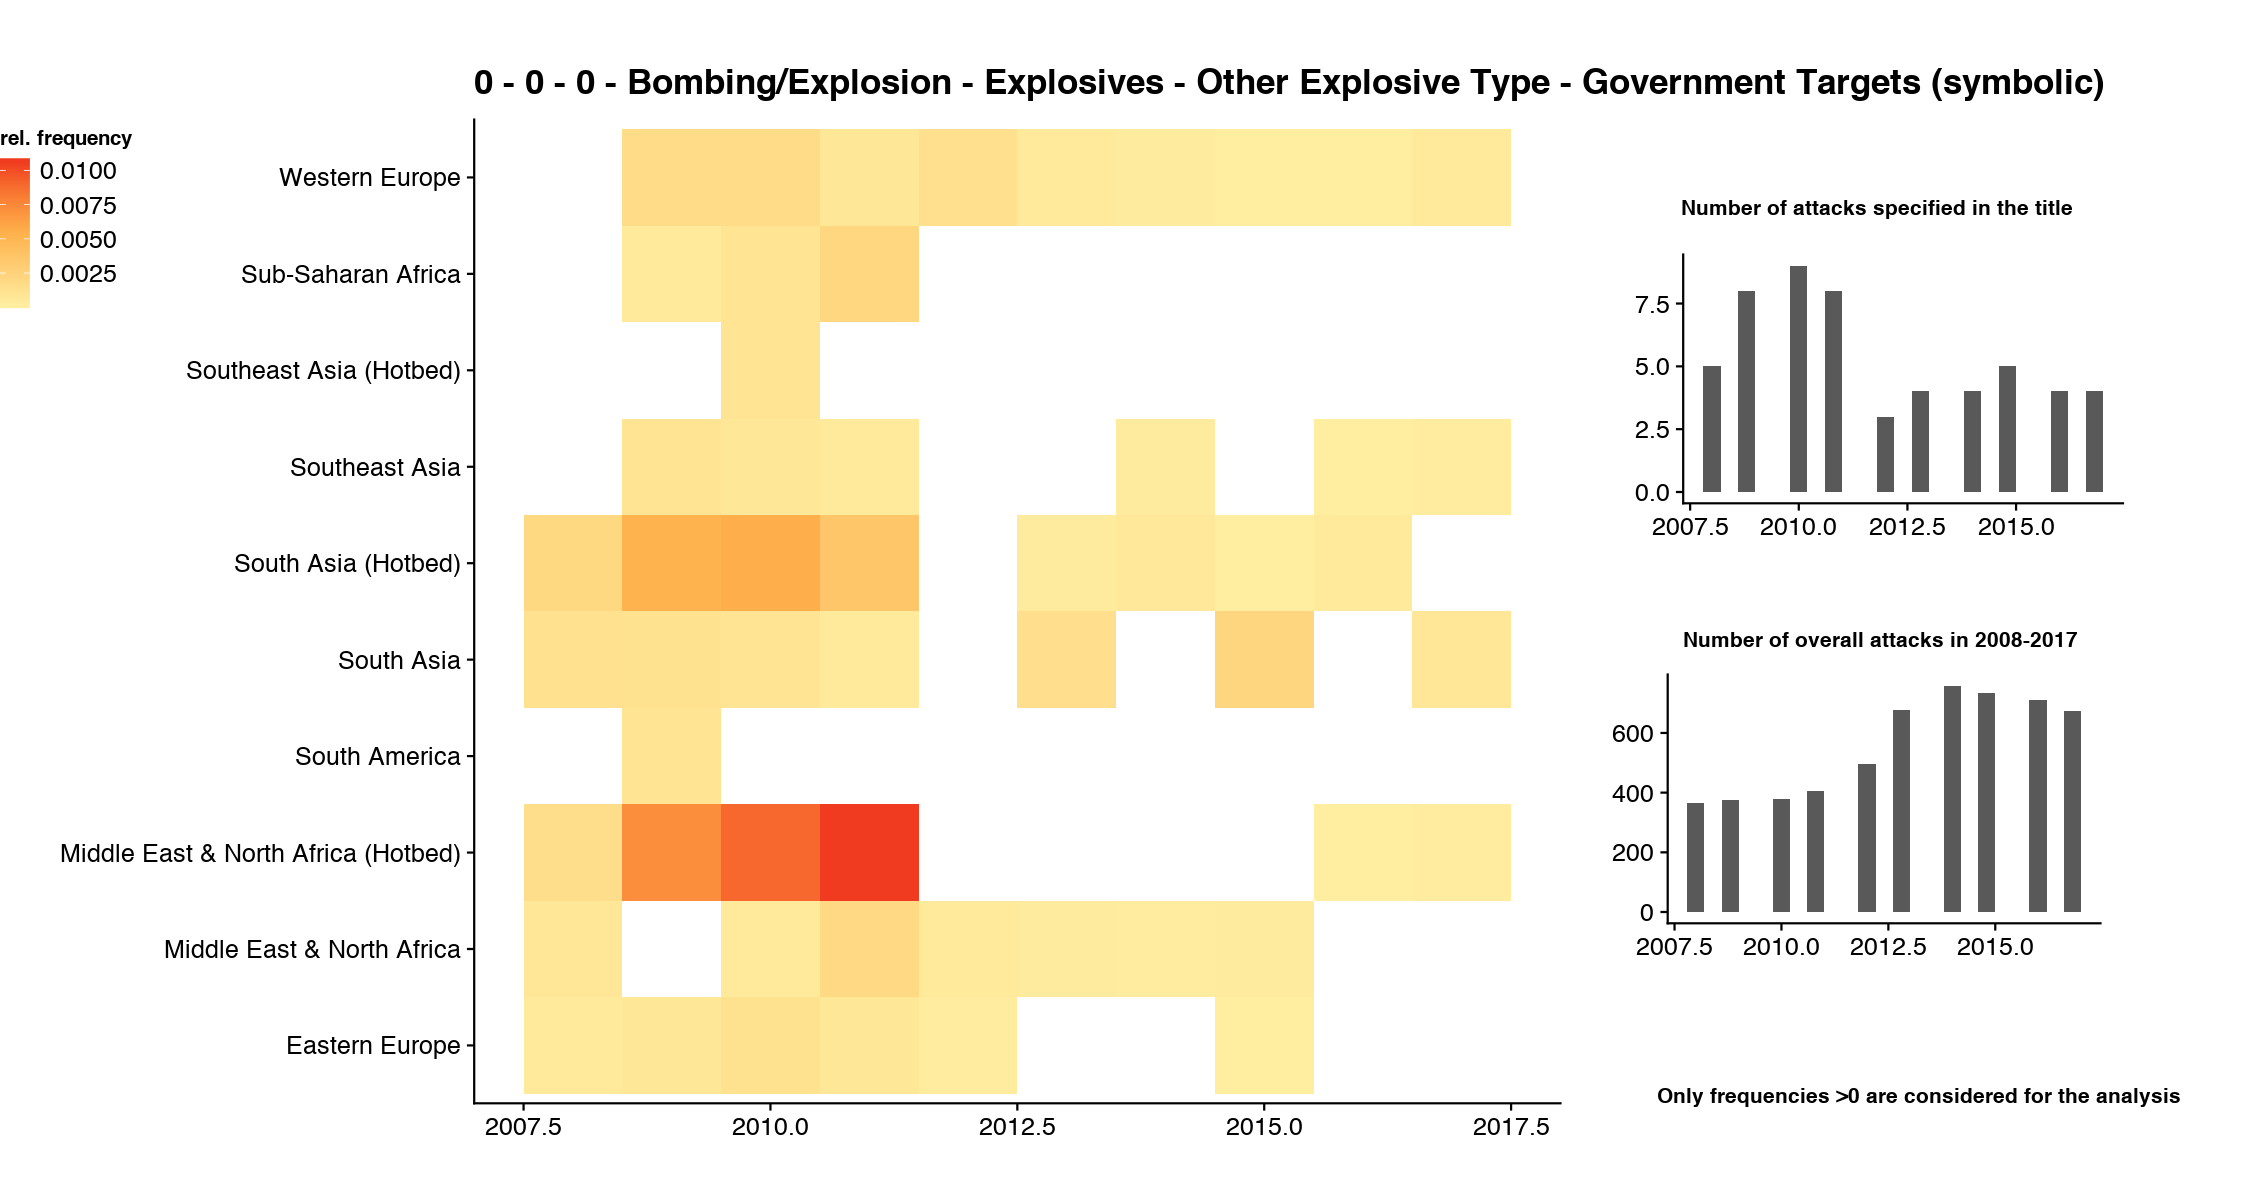 0 - 0 - 0 - Bombing/Explosion - Explosives - Other Explosive Type - Government Targets (symbolic)
rel. frequency
0.0100
0.0075
0.0050
0.0025
Western Europe
Sub-Saharan Africa
Southeast Asia (Hotbed)
Southeast Asia
South Asia (Hotbed)
South Asia
South America
Middle East & North Africa (Hotbed)
Middle East & North Africa
Eastern Europe
2007.5 2010.0 2012.5 2015.0 2017.5
Number of attacks specified in the title
7.5
5.0
2.5
0.0
2007.5 2010.0 2012.5 2015.0
Number of overall attacks in 2008-2017
600
400
200
0
2007.5 2010.0 2012.5 2015.0
Only frequencies >0 are considered for the analysis